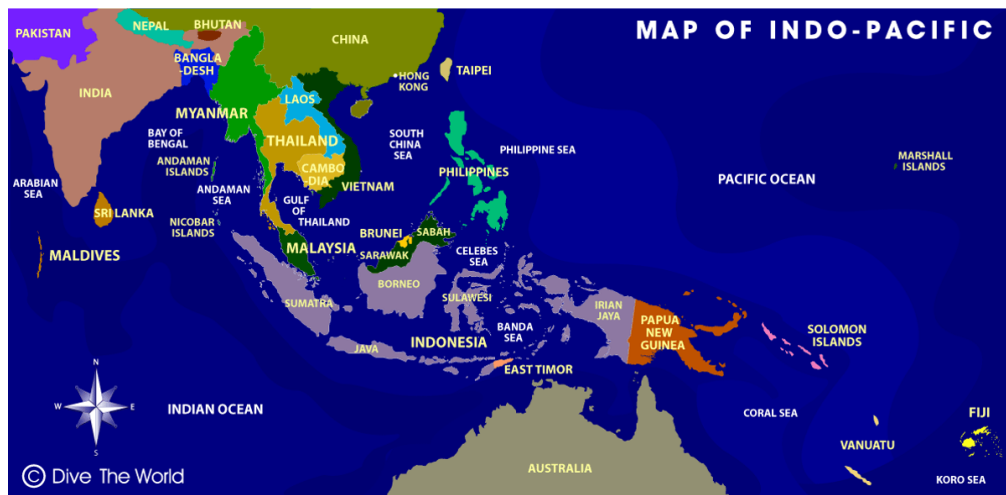 MAP OF INDO-PACIFIC
PAKISTAN
NEPAL
BHUTAN
CHINA
BANGLA
-DESH
HONG
KONG
TAIPEI
INDIA
LAOS
MYANMAR
BAY OF
BENGAL
THAILAND
SOUTH
CHINA
SEA
PHILIPPINE SEA
MARSHALL
ISLANDS
ANDAMAN
ISLANDS
CAMBO
-DIA
PHILIPPINES
PACIFIC OCEAN
ARABIAN
SEA
ANDAMAN
SEA
VIETNAM
SRI LANKA
GULF
OF
THAILAND
NICOBAR
ISLANDS
BRUNEI
SABAH
MALDIVES
MALAYSIA
SARAWAK
CELEBES
SEA
BORNEO
SUMATRA
SULAWESI
IRIAN
JAYA
PAPUA
NEW
GUINEA
SOLOMON
ISLANDS
BANDA
SEA
JAVA
INDONESIA
EAST TIMOR
N
W
E
S
INDIAN OCEAN
CORAL SEA
FIJI
VANUATU
AUSTRALIA
KORO SEA
© Dive The World